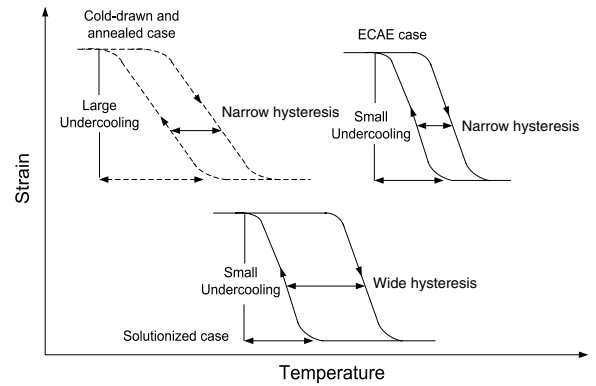 Cold-drawn and
annealed case
ECAE case
Large
Undercooling
Narrow hysteresis
Small
Undercooling
Narrow hysteresis
Strain
Small
Undercooling
Wide hysteresis
Solutionized case
Temperature